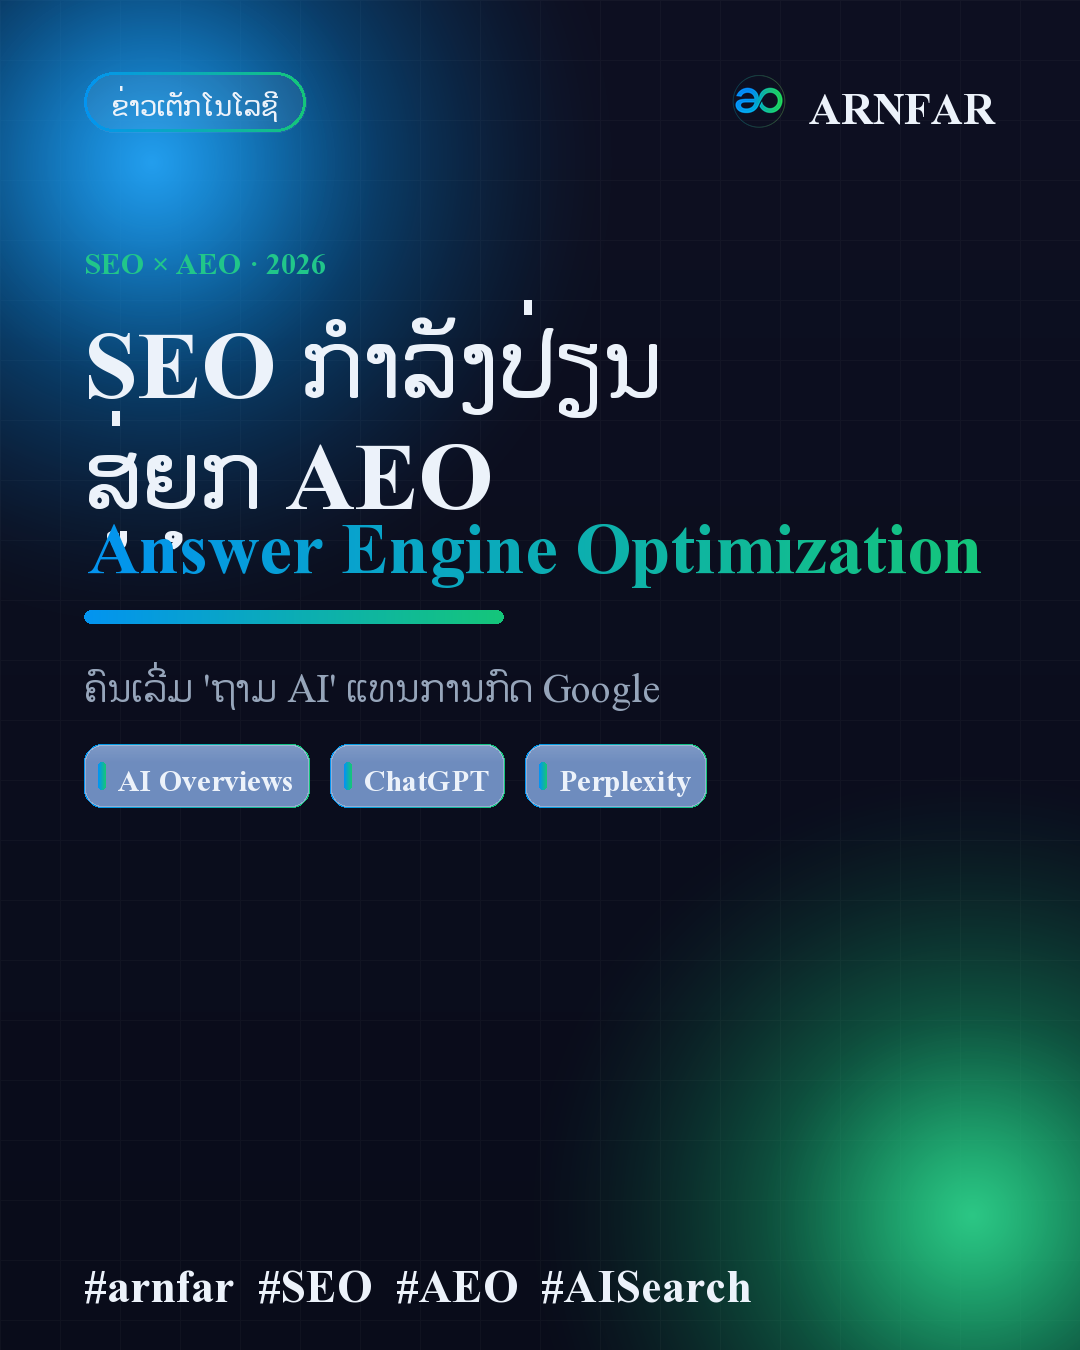 ຂ່າວເຕັກໂນໂລຊີ
ARNFAR
SEO × AEO · 2026
SEO ກຳລັງປ່ຽນ
ສູ່ຍຸກ AEO
Answer Engine Optimization
ຄົນເລີ່ມ 'ຖາມ AI' ແທນການກົດ Google
AI Overviews
ChatGPT
Perplexity
#arnfar #SEO #AEO #AISearch